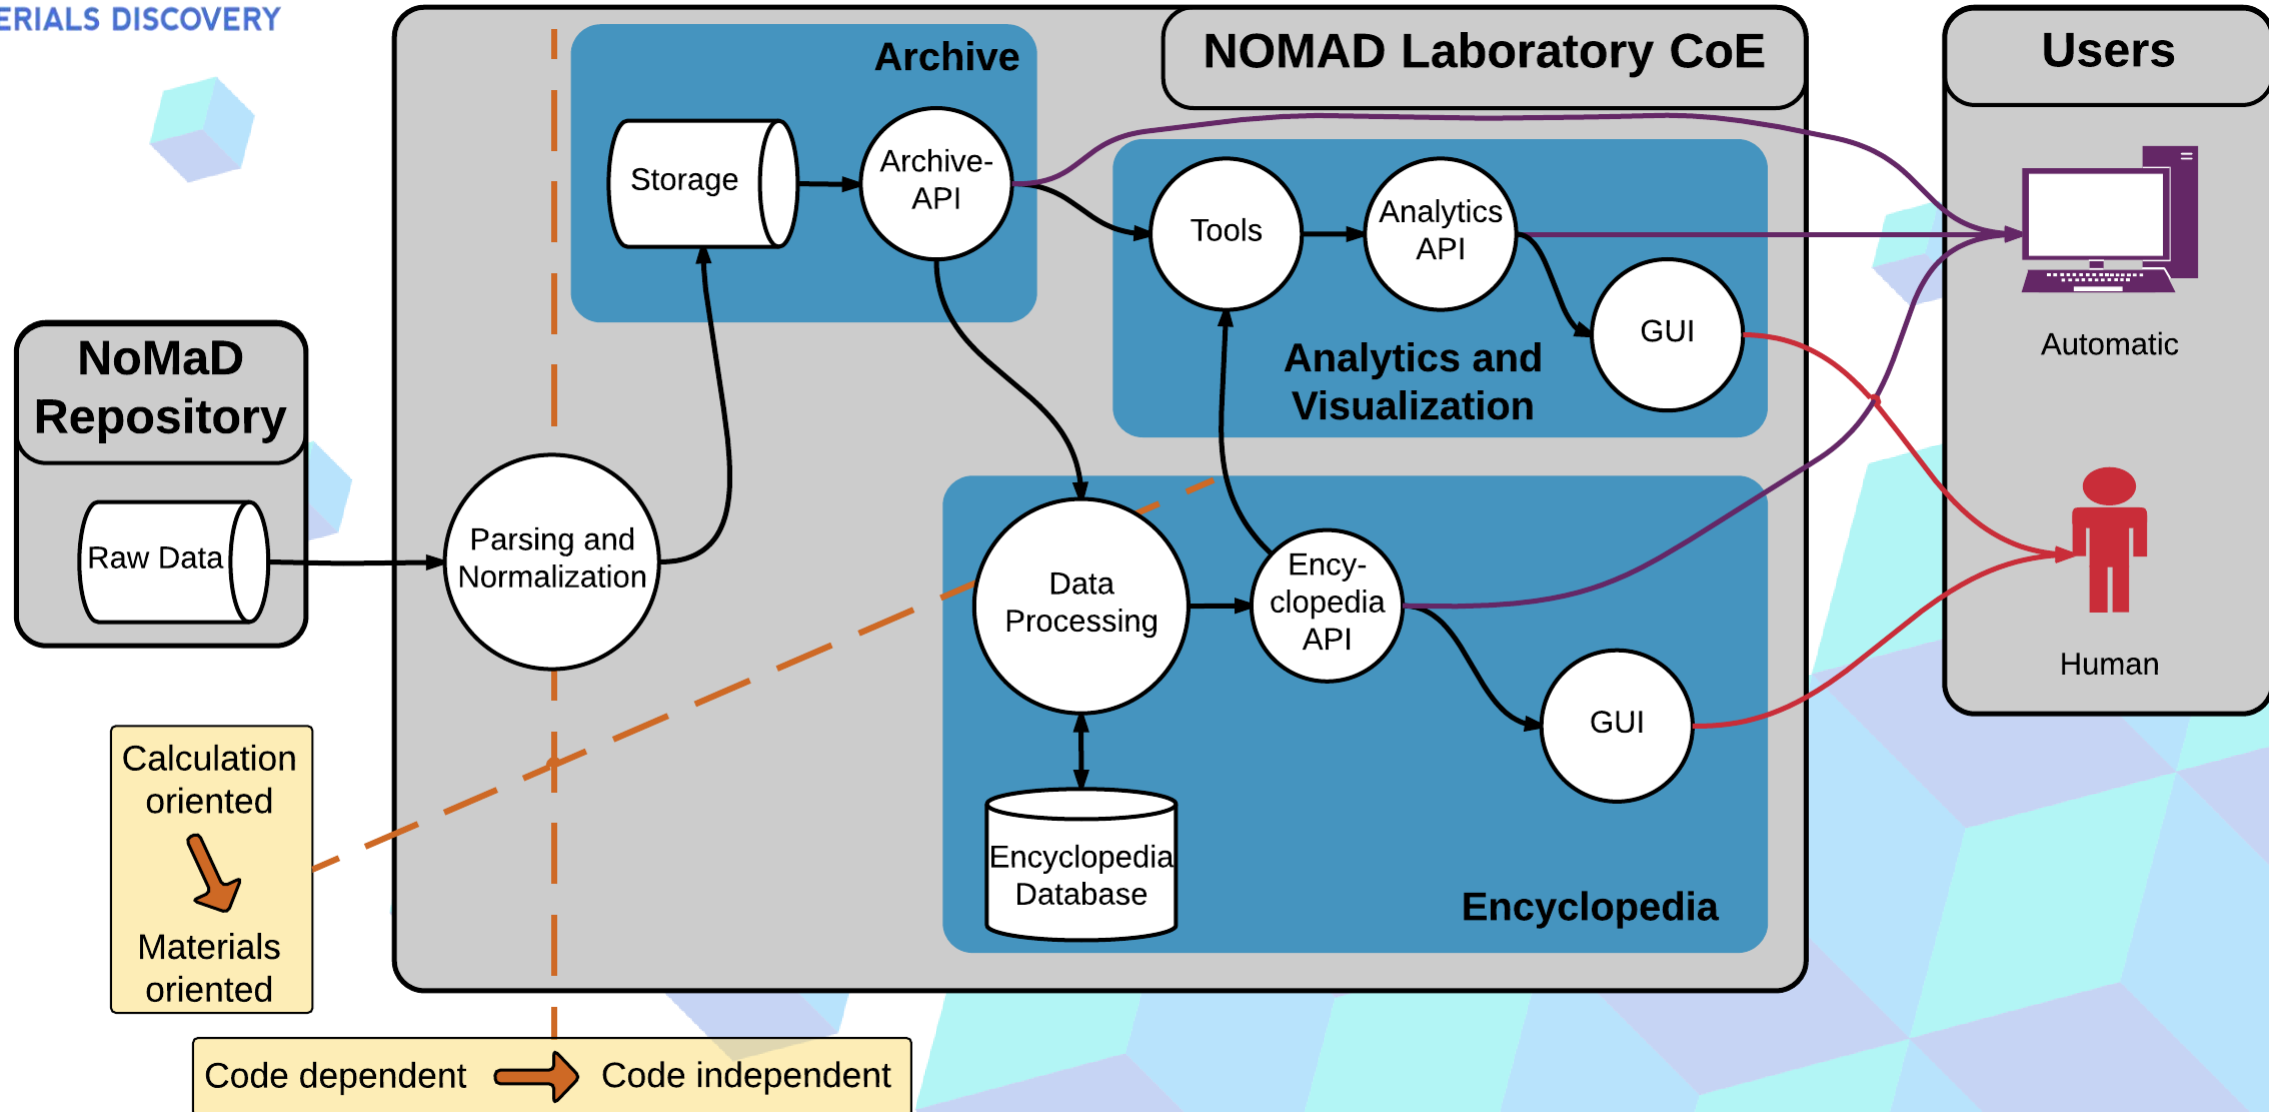 MATERIALS DISCOVERY
Archive
NOMAD Laboratory CoE
Users
Storage
Archive-
API
Tools
Analytics
API
GUI
Analytics and
Visualization
Automatic
NoMaD
Repository
Raw Data
Parsing and
Normalization
Data
Processing
Ency-
clopedia
API
GUI
Human
Encyclopedia
Database
Encyclopedia
Calculation
oriented
Materials
oriented
Code dependent
Code independent